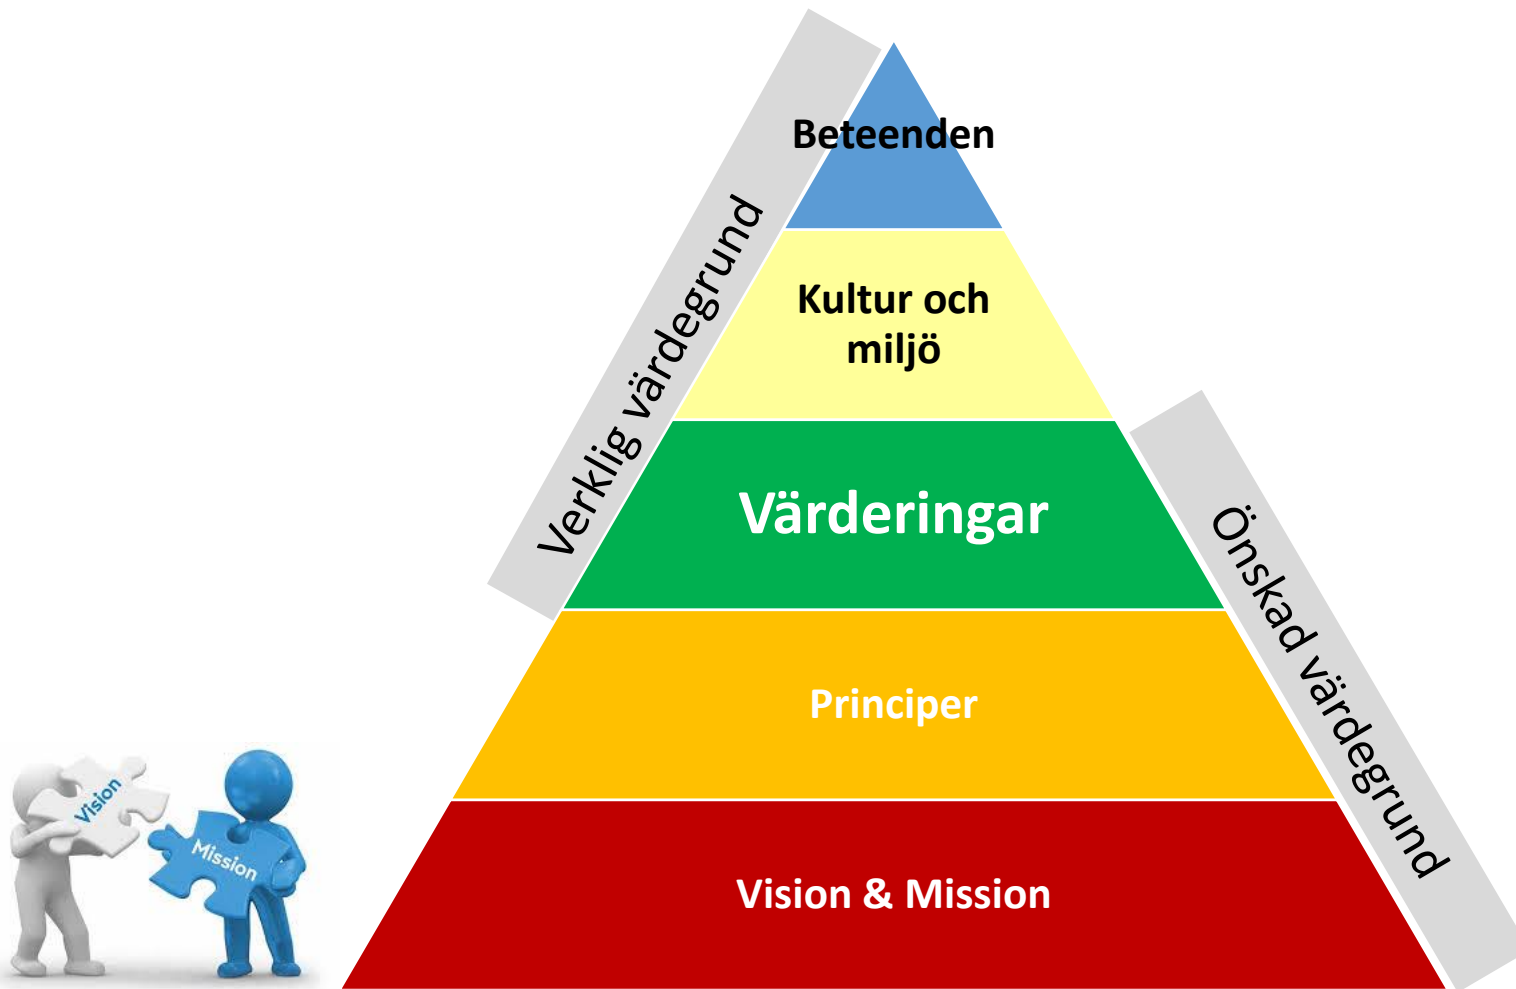 Beteenden
Kultur och
miljö
Verklig värdegrund
Värderingar
Önskad värdegrund
Principer
Vision
Mission
Vision & Mission